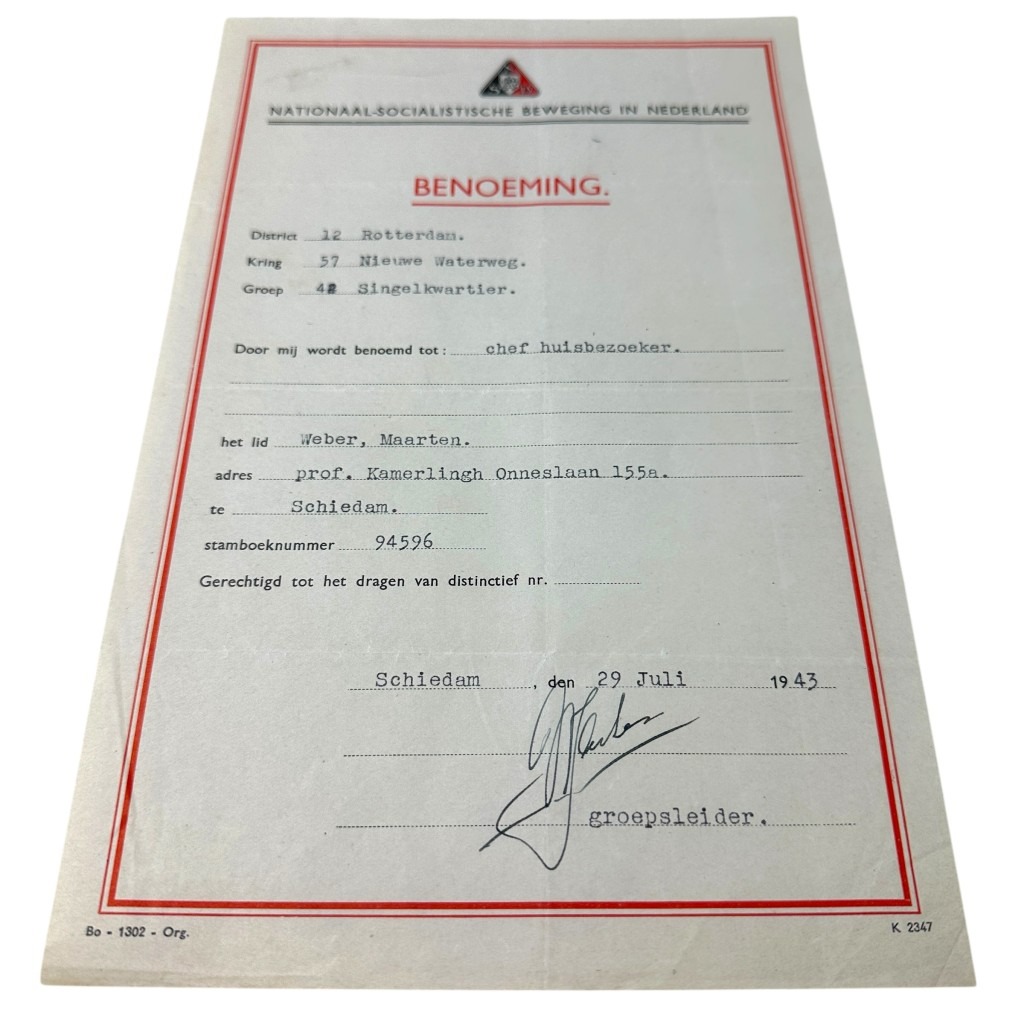 NATIONAAL-SOCIALISTISCHE BEWEGING IN NEDERLAND
BENOEMING.
District 12 Rotterdam.
Kring 57 Nieuwe Waterweg.
Groep 42 Singelkwartier.
Door mij wordt benoemd tot: chef huisbezoeker.
het lid Weber, Maarten.
adres prof. Kamerlingh Onneslaan 155a.
te Schiedam.
stamboeknummer 94596
Gerechtigd tot het dragen van distinctief nr.
Schiedam, den 29 Juli 1943
groepsleider.
Bo - 1302 - Org.
K 2347